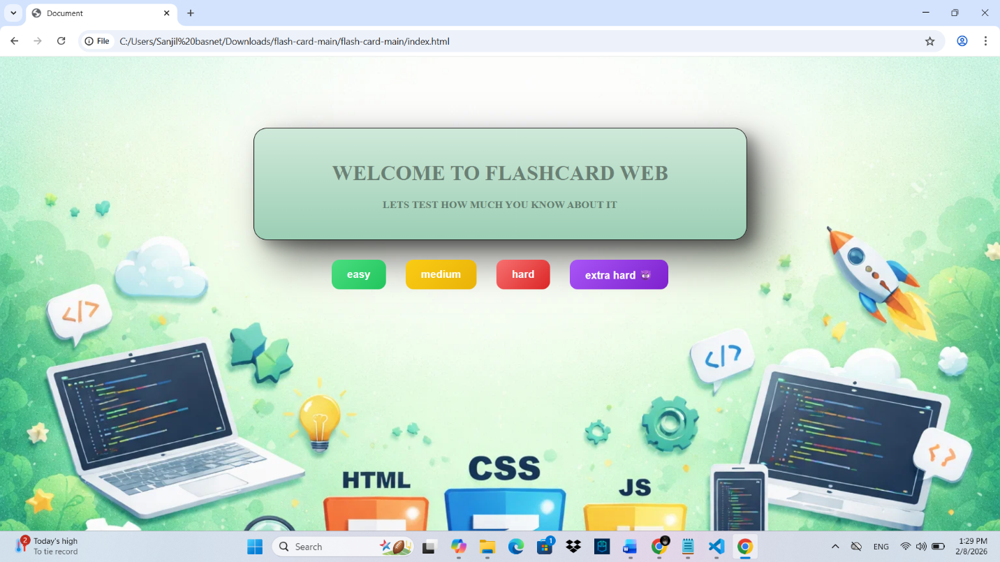 Document
File
C:/Users/Sanjil%20basnet/Downloads/flash-card-main/flash-card-main/index.html
WELCOME TO FLASHCARD WEB
LETS TEST HOW MUCH YOU KNOW ABOUT IT
easy
medium
hard
extra hard 😈
</>
</>
< >
HTML
CSS
JS
2
Today's high
To tie record
Search
1
W
ENG
1:29 PM
2/8/2026